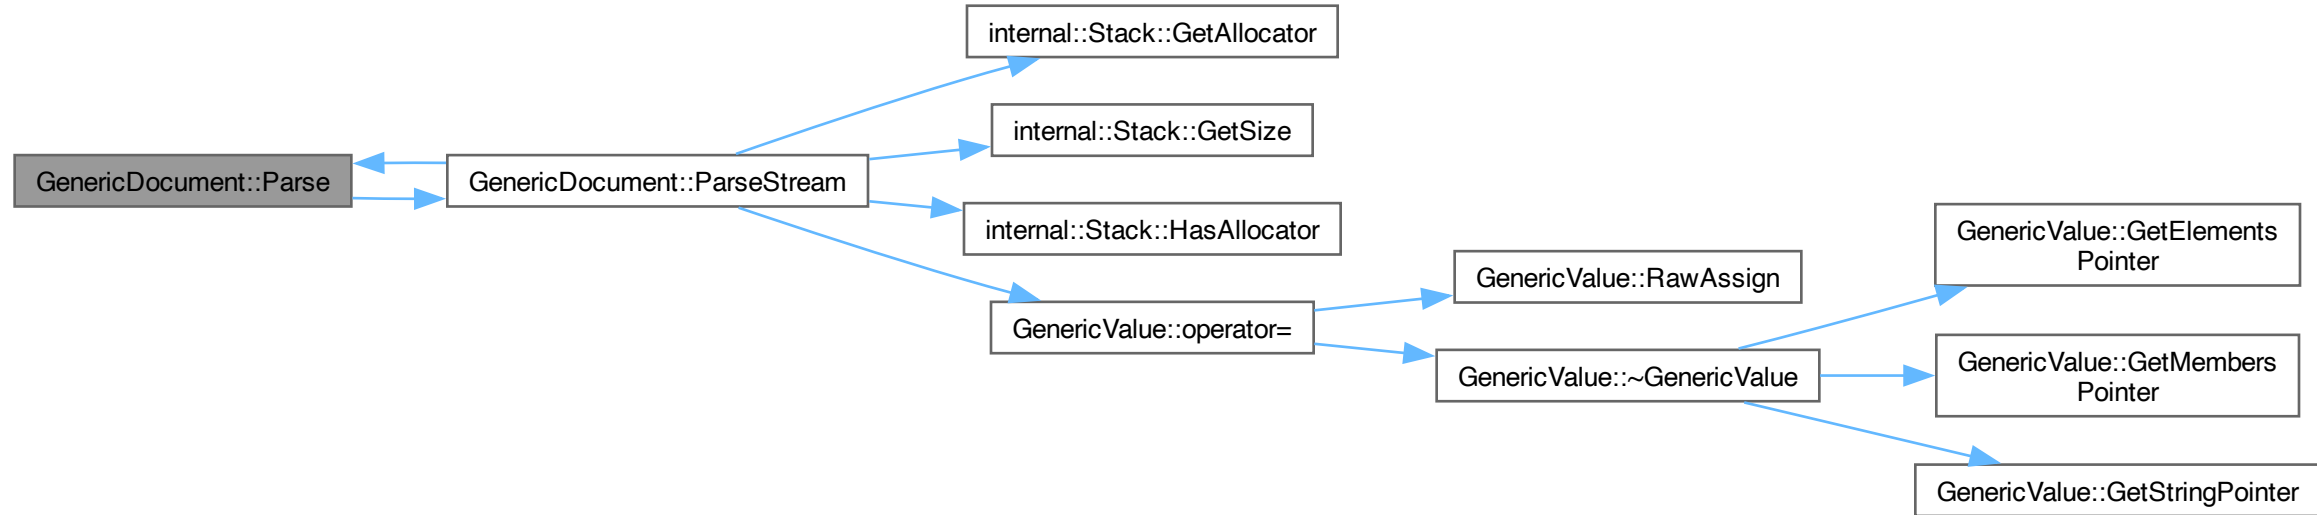 GenericDocument::Parse
GenericDocument::ParseStream
internal::Stack::GetAllocator
internal::Stack::GetSize
internal::Stack::HasAllocator
GenericValue::operator=
GenericValue::RawAssign
GenericValue::~GenericValue
GenericValue::GetElements
Pointer
GenericValue::GetMembers
Pointer
GenericValue::GetStringPointer